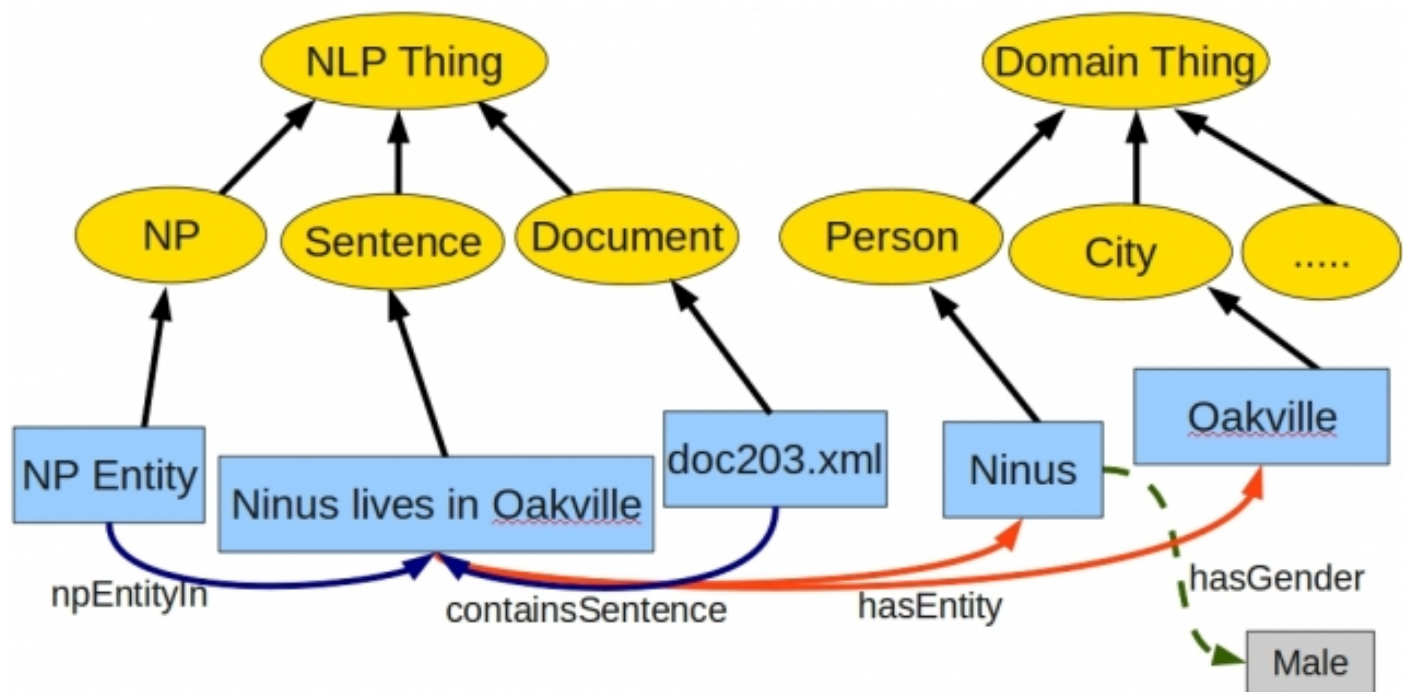 NLP Thing
Domain Thing
NP
Sentence
Document
Person
City
.....
NP Entity
Ninus lives in Oakville
doc203.xml
Ninus
Oakville
npEntityIn
containsSentence
hasEntity
hasGender
Male